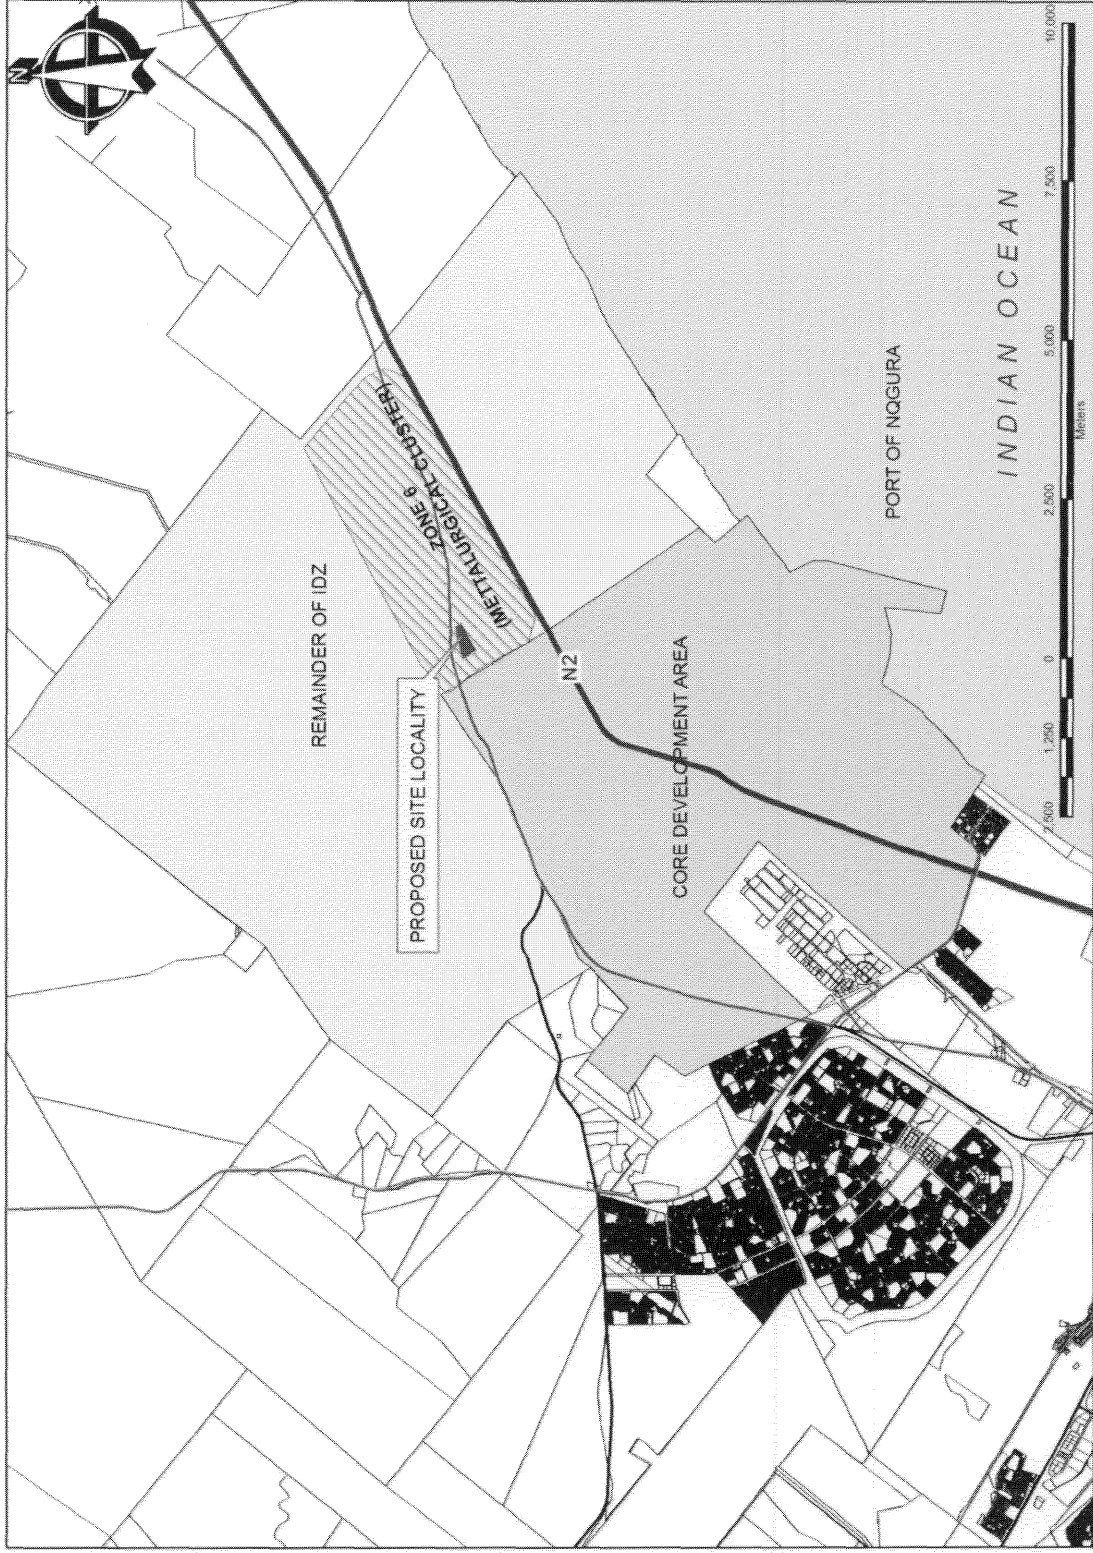 N
REMAINDER OF IDZ
PROPOSED SITE LOCALITY
ZONE 6
(METTALURGICAL CLUSTER)
N2
CORE DEVELOPMENT AREA
PORT OF NQGURA
INDIAN OCEAN
2,500 1,250 0 2,500 5,000 7,500 10,000
Meters